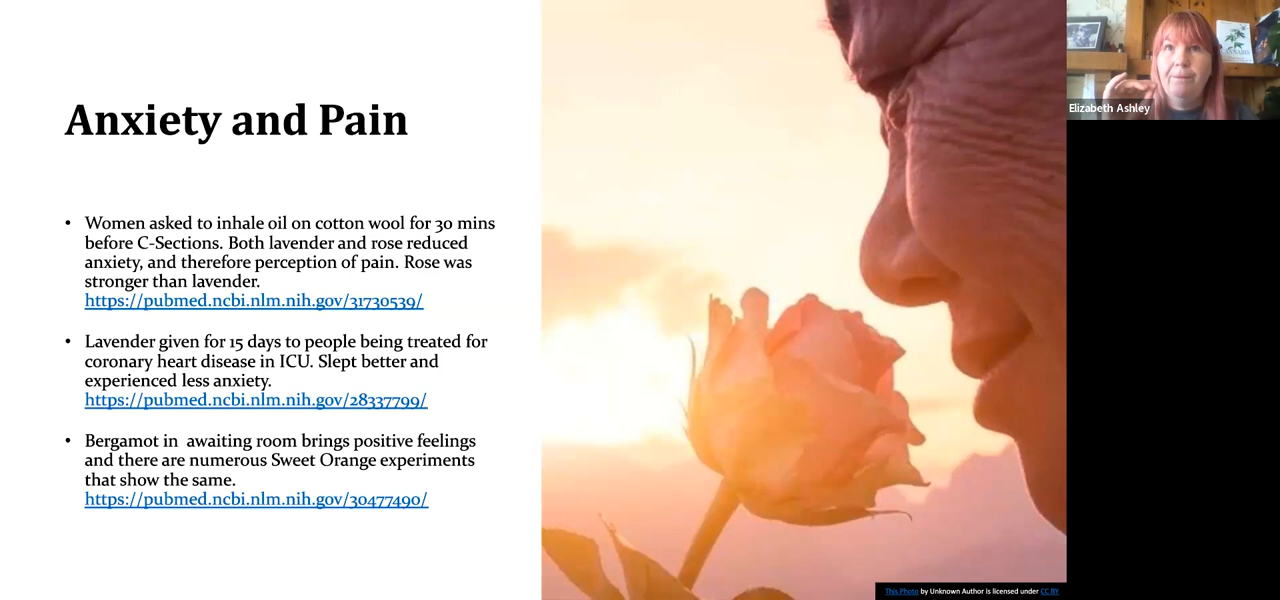 Anxiety and Pain
• Women asked to inhale oil on cotton wool for 30 mins
before C-Sections. Both lavender and rose reduced
anxiety, and therefore perception of pain. Rose was
stronger than lavender.
https://pubmed.ncbi.nlm.nih.gov/31730539/
• Lavender given for 15 days to people being treated for
coronary heart disease in ICU. Slept better and
experienced less anxiety.
https://pubmed.ncbi.nlm.nih.gov/28337799/
• Bergamot in awaiting room brings positive feelings
and there are numerous Sweet Orange experiments
that show the same.
https://pubmed.ncbi.nlm.nih.gov/30477490/
This Photo by Unknown Author is licensed under CC BY
Elizabeth Ashley